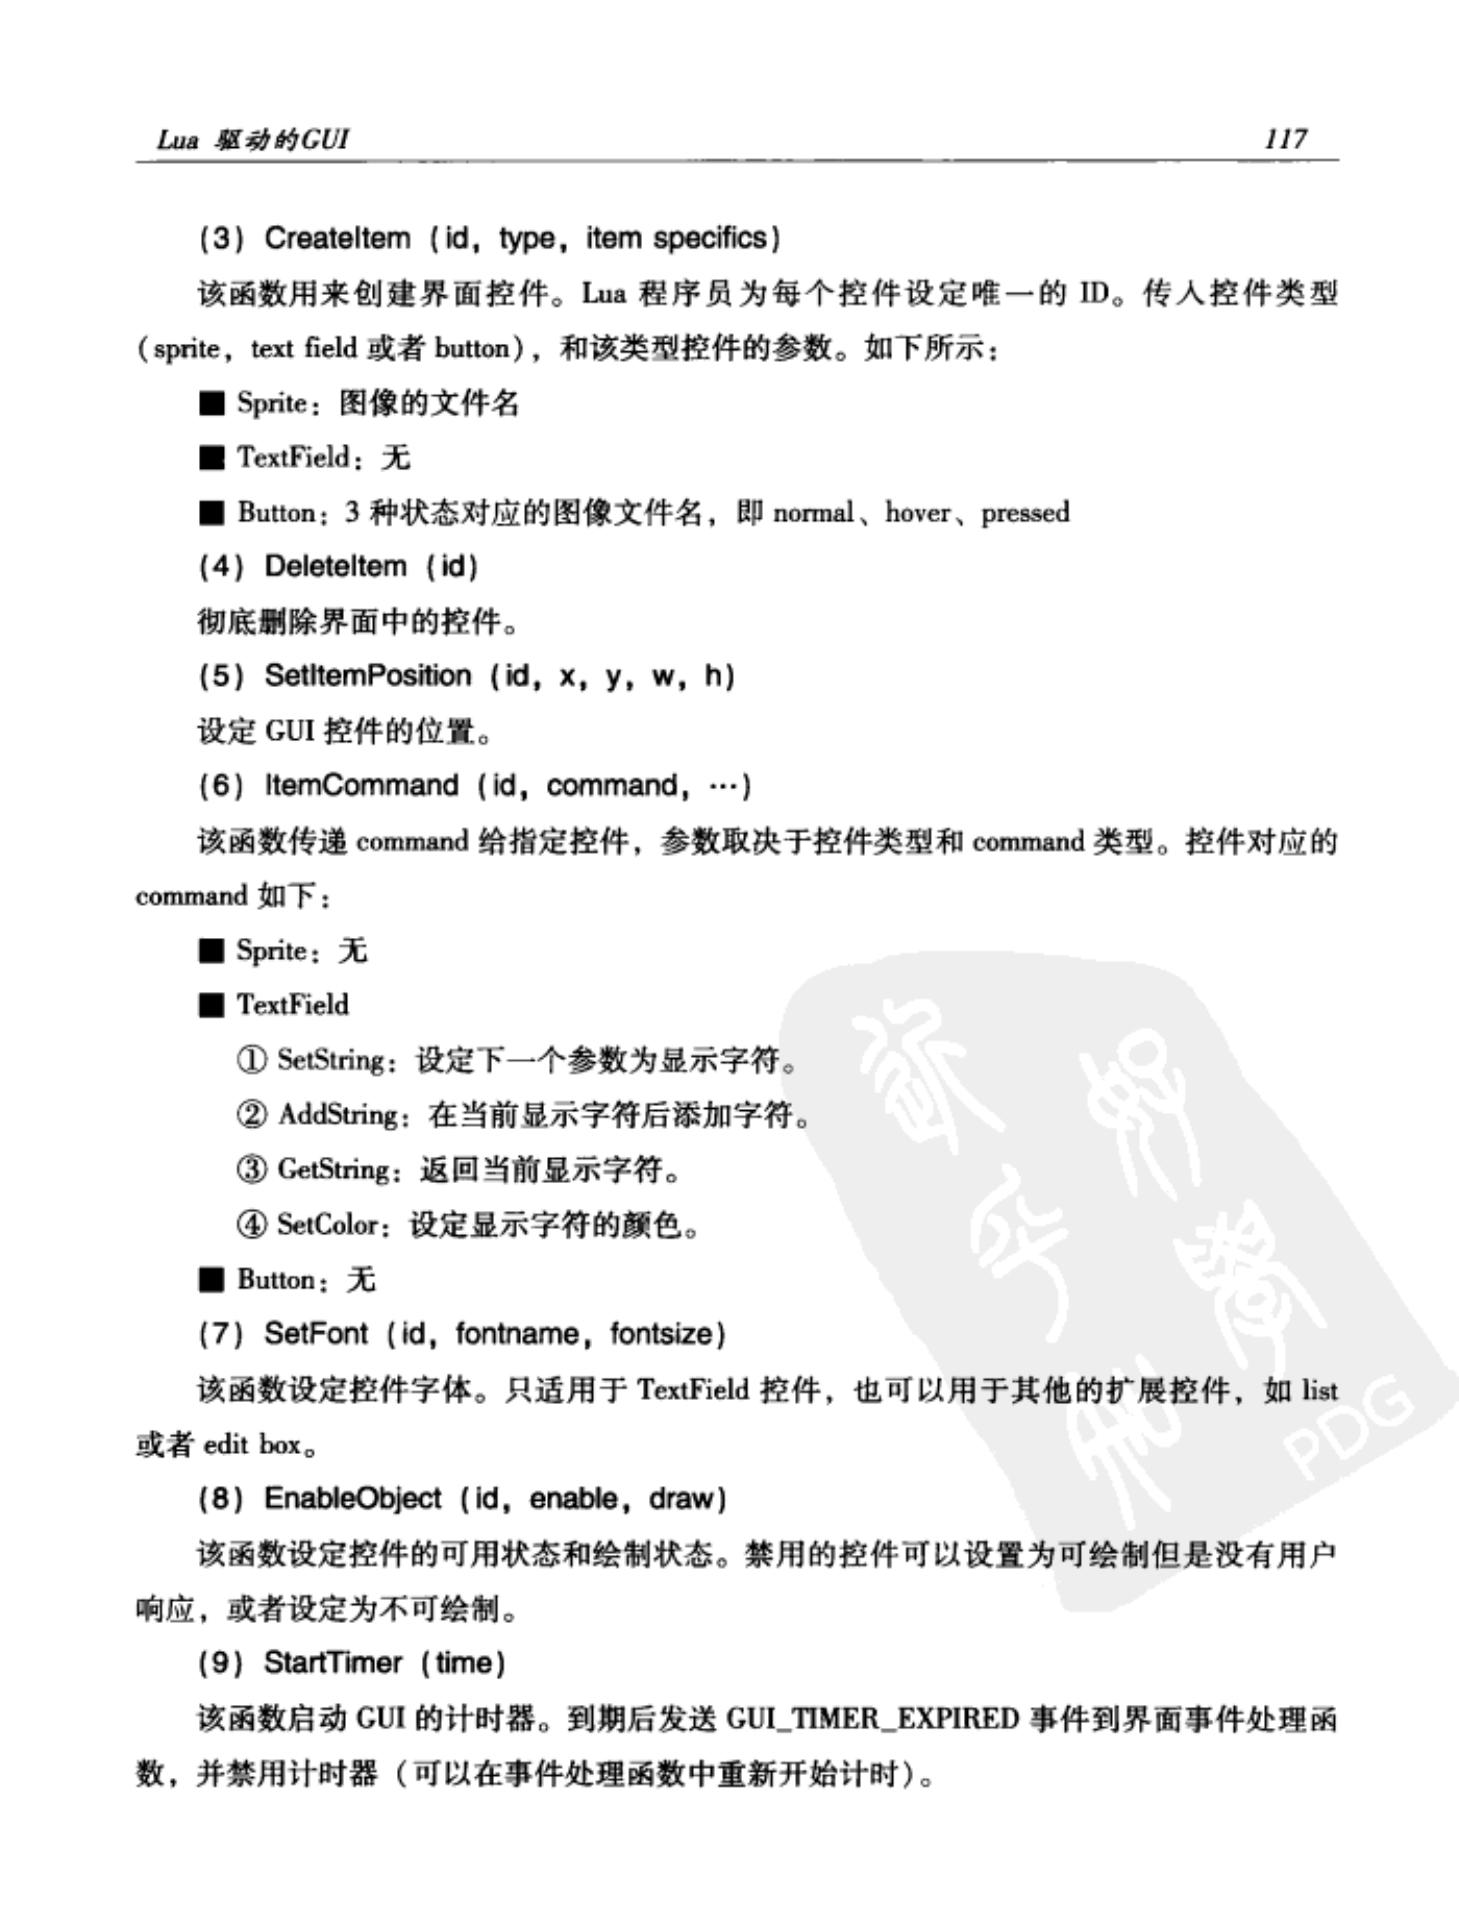 Lua 驱动的GUI 117
(3) CreateItem (id, type, item specifics)
该函数用来创建界面控件。Lua 程序员为每个控件设定唯一的 ID。传入控件类型
(sprite, text field 或者 button), 和该类型控件的参数。如下所示:
■ Sprite: 图像的文件名
■ TextField: 无
■ Button: 3 种状态对应的图像文件名, 即 normal、hover、pressed
(4) DeleteItem (id)
彻底删除界面中的控件。
(5) SetItemPosition (id, x, y, w, h)
设定 GUI 控件的位置。
(6) ItemCommand (id, command, …)
该函数传递 command 给指定控件, 参数取决于控件类型和 command 类型。控件对应的
command 如下:
■ Sprite: 无
■ TextField
① SetString: 设定下一个参数为显示字符。
② AddString: 在当前显示字符后添加字符。
③ GetString: 返回当前显示字符。
④ SetColor: 设定显示字符的颜色。
■ Button: 无
(7) SetFont (id, fontname, fontsize)
该函数设定控件字体。只适用于 TextField 控件, 也可以用于其他的扩展控件, 如 list
或者 edit box。
(8) EnableObject (id, enable, draw)
该函数设定控件的可用状态和绘制状态。禁用的控件可以设置为可绘制但是没有用户
响应, 或者设定为不可绘制。
(9) StartTimer (time)
该函数启动 GUI 的计时器。到期后发送 GUI_TIMER_EXPIRED 事件到界面事件处理函
数, 并禁用计时器 (可以在事件处理函数中重新开始计时)。
PDG